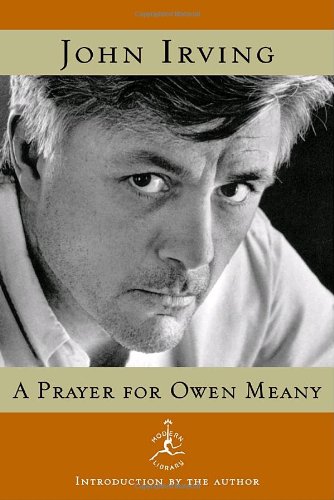 JOHN IRVING
A PRAYER FOR OWEN MEANY
MODERN
LIBRARY
INTRODUCTION BY THE AUTHOR